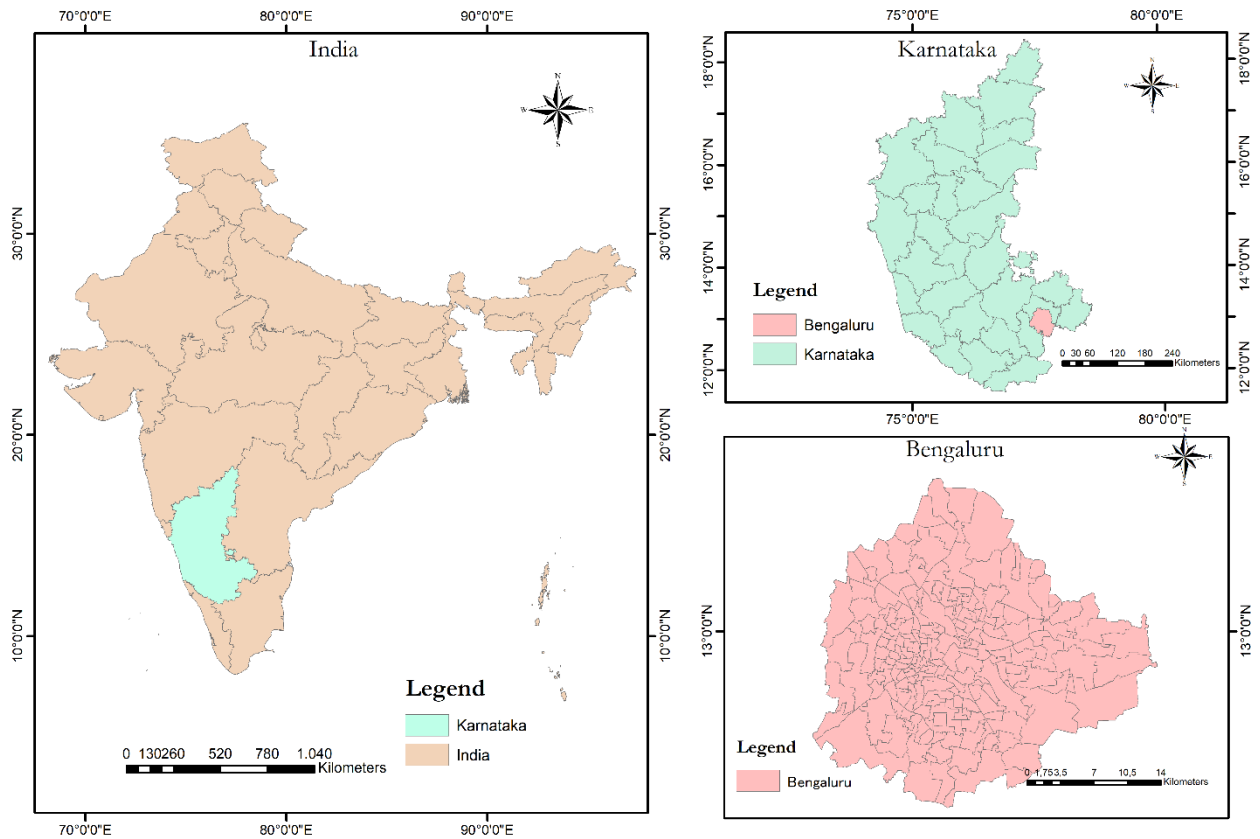 70°0'0"E 80°0'0"E 90°0'0"E
India
N
W E
S
30°0'0"N 30°0'0"N
20°0'0"N 20°0'0"N
10°0'0"N 10°0'0"N
Legend
Karnataka
India
0 130260 520 780 1.040
Kilometers
70°0'0"E 80°0'0"E 90°0'0"E
75°0'0"E 80°0'0"E
Karnataka
N
W E
S
18°0'0"N 18°0'0"N
16°0'0"N 16°0'0"N
14°0'0"N 14°0'0"N
12°0'0"N 12°0'0"N
Legend
Bengaluru
Karnataka
0 30 60 120 180 240
Kilometers
75°0'0"E 80°0'0"E
Bengaluru
N
W E
S
13°0'0"N 13°0'0"N
Legend
Bengaluru
0 1,753,5 7 10,5 14
Kilometers